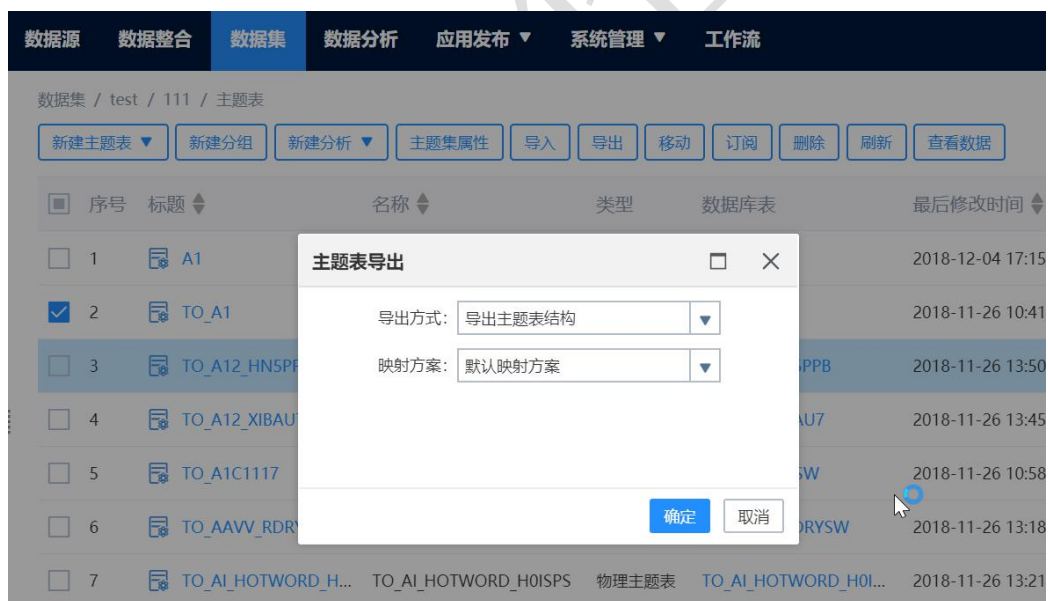 数据源 数据整合 数据集 数据分析 应用发布 ▼ 系统管理 ▼ 工作流
数据集 / test / 111 / 主题表
新建主题表 ▼ 新建分组 新建分析 ▼ 主题集属性 导入 导出 移动 订阅 删除 刷新 查看数据
序号 标题 名称 类型 数据库表 最后修改时间
1 A1 2018-12-04 17:15
主题表导出
导出方式: 导出主题表结构
2 TO_A1 2018-11-26 10:41
映射方案: 默认映射方案
3 TO_A12_HN5PP PPB 2018-11-26 13:50
4 TO_A12_XIBAU AU7 2018-11-26 13:45
5 TO_A1C1117 SW 2018-11-26 10:58
确定 取消
6 TO_AAVV_RDRY DRYSW 2018-11-26 13:18
7 TO_AI_HOTWORD_H... TO_AI_HOTWORD_H0ISPS 物理主题表 TO_AI_HOTWORD_H0I... 2018-11-26 13:21